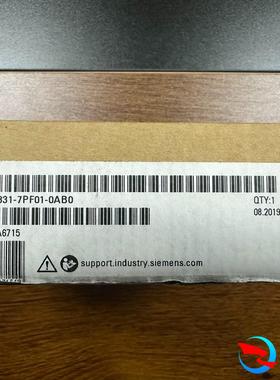 331-7PF01-0AB0
QTY:1
08.2019
A6715
support.industry.siemens.com